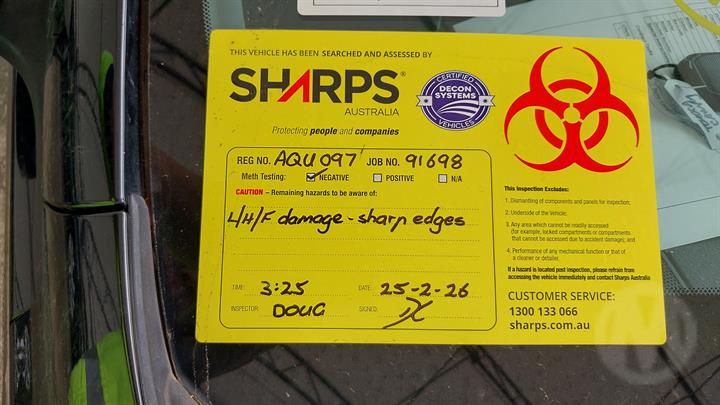 THIS VEHICLE HAS BEEN SEARCHED AND ASSESSED BY
SHARPS®
AUSTRALIA
CERTIFIED
DECON
SYSTEMS
VEHICLES
Protecting people and companies
REG NO. AQU097 JOB NO. 91698
Meth Testing: NEGATIVE POSITIVE N/A
CAUTION – Remaining hazards to be aware of:
L/H/F damage - sharp edges
TIME: 3:25 DATE: 25-2-26
INSPECTOR: DOUG SIGNED:
This Inspection Excludes:
1. Dismantling of components and panels for inspection;
2. Underside of the Vehicle;
3. Any area which cannot be readily accessed
(for example, locked compartments or compartments
that cannot be accessed due to accident damage); and
4. Performance of any mechanical function or that of
a cleaner or detailer.
If a hazard is located post inspection, please refrain from
accessing the vehicle immediately and contact Sharps Australia
CUSTOMER SERVICE:
1300 133 066
sharps.com.au